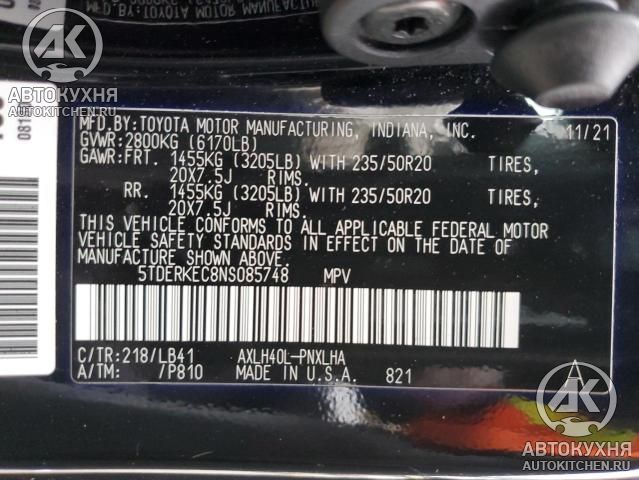 АВТОКУХНЯ
AUTOKITCHEN.RU
MFD.BY:TOYOTA MOTOR MANUFACTURING, INDIANA, INC. 11/21
GVWR:2800KG (6170LB)
GAWR:FRT. 1455KG (3205LB) WITH 235/50R20 TIRES,
20X7.5J RIMS.
RR. 1455KG (3205LB) WITH 235/50R20 TIRES,
20X7.5J RIMS.
THIS VEHICLE CONFORMS TO ALL APPLICABLE FEDERAL MOTOR
VEHICLE SAFETY STANDARDS IN EFFECT ON THE DATE OF
MANUFACTURE SHOWN ABOVE.
5TDERKEC8NS085748 MPV
C/TR:218/LB41 AXLH40L-PNXLHA
A/TM: /P810 MADE IN U.S.A. 821
АВТОКУХНЯ
AUTOKITCHEN.RU